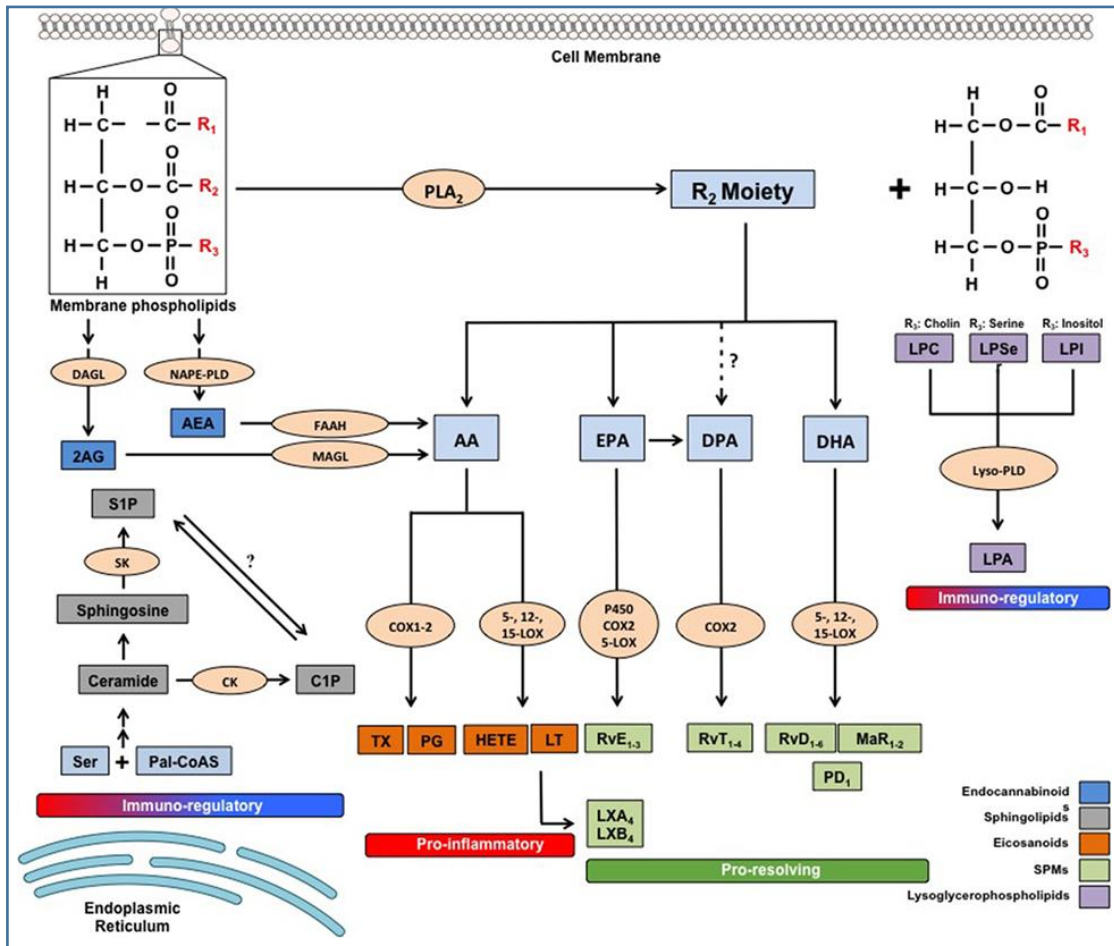 Cell Membrane
H
O
H – C – – C – R₁
O
H – C – O – C – R₂
O
H – C – O – P – R₃
H
O
Membrane phospholipids
PLA₂
R₂ Moiety
+
H
O
H – C – O – C – R₁
H – C – O – H
O
H – C – O – P – R₃
H
O
R₃: Cholin
R₃: Serine
R₃: Inositol
LPC
LPSe
LPI
Lyso-PLD
LPA
Immuno-regulatory
DAGL
NAPE-PLD
AEA
2AG
FAAH
MAGL
?
AA
EPA
DPA
DHA
S1P
SK
?
Sphingosine
Ceramide
CK
C1P
Ser
+
Pal-CoAS
Immuno-regulatory
Endoplasmic
Reticulum
COX1-2
5-, 12-,
15-LOX
P450
COX2
5-LOX
COX2
5-, 12-,
15-LOX
TX
PG
HETE
LT
RvE₁₋₃
RvT₁₋₄
RvD₁₋₆
MaR₁₋₂
PD₁
LXA₄
LXB₄
Pro-inflammatory
Pro-resolving
Endocannabinoid
s
Sphingolipids
Eicosanoids
SPMs
Lysoglycerophospholipids